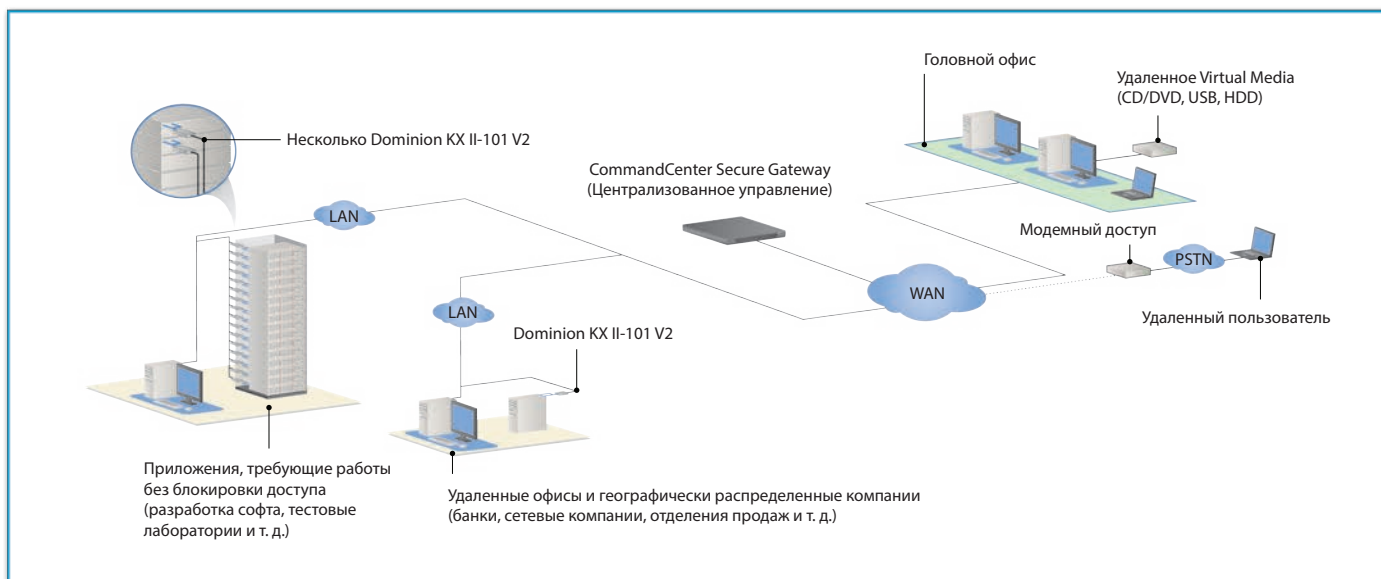 Головной офис
Удаленное Virtual Media
(CD/DVD, USB, HDD)
Несколько Dominion KX II-101 V2
CommandCenter Secure Gateway
(Централизованное управление)
LAN
Модемный доступ
PSTN
WAN
LAN
Удаленный пользователь
Dominion KX II-101 V2
Приложения, требующие работы
без блокировки доступа
(разработка софта, тестовые
лаборатории и т. д.)
Удаленные офисы и географически распределенные компании
(банки, сетевые компании, отделения продаж и т. д.)